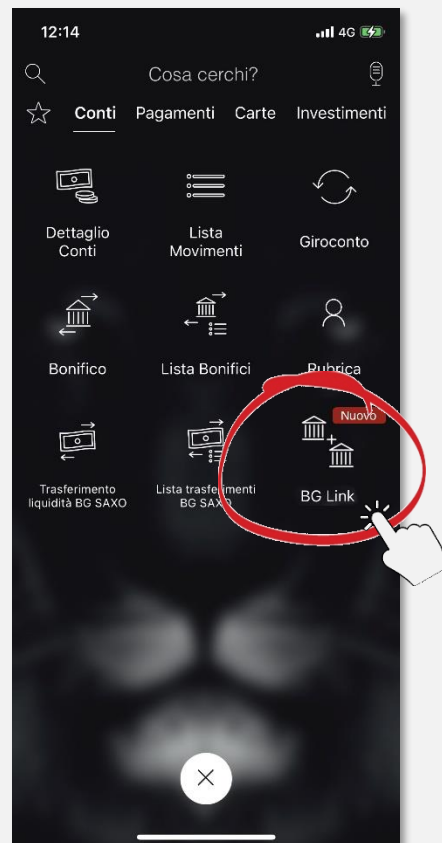 12:14
4G
Cosa cerchi?
Conti Pagamenti Carte Investimenti
Dettaglio
Conti
Lista
Movimenti
Giroconto
Bonifico
Lista Bonifici
Rubrica
Nuovo
Trasferimento
liquidità BG SAXO
Lista trasferimenti
BG SAXO
BG Link